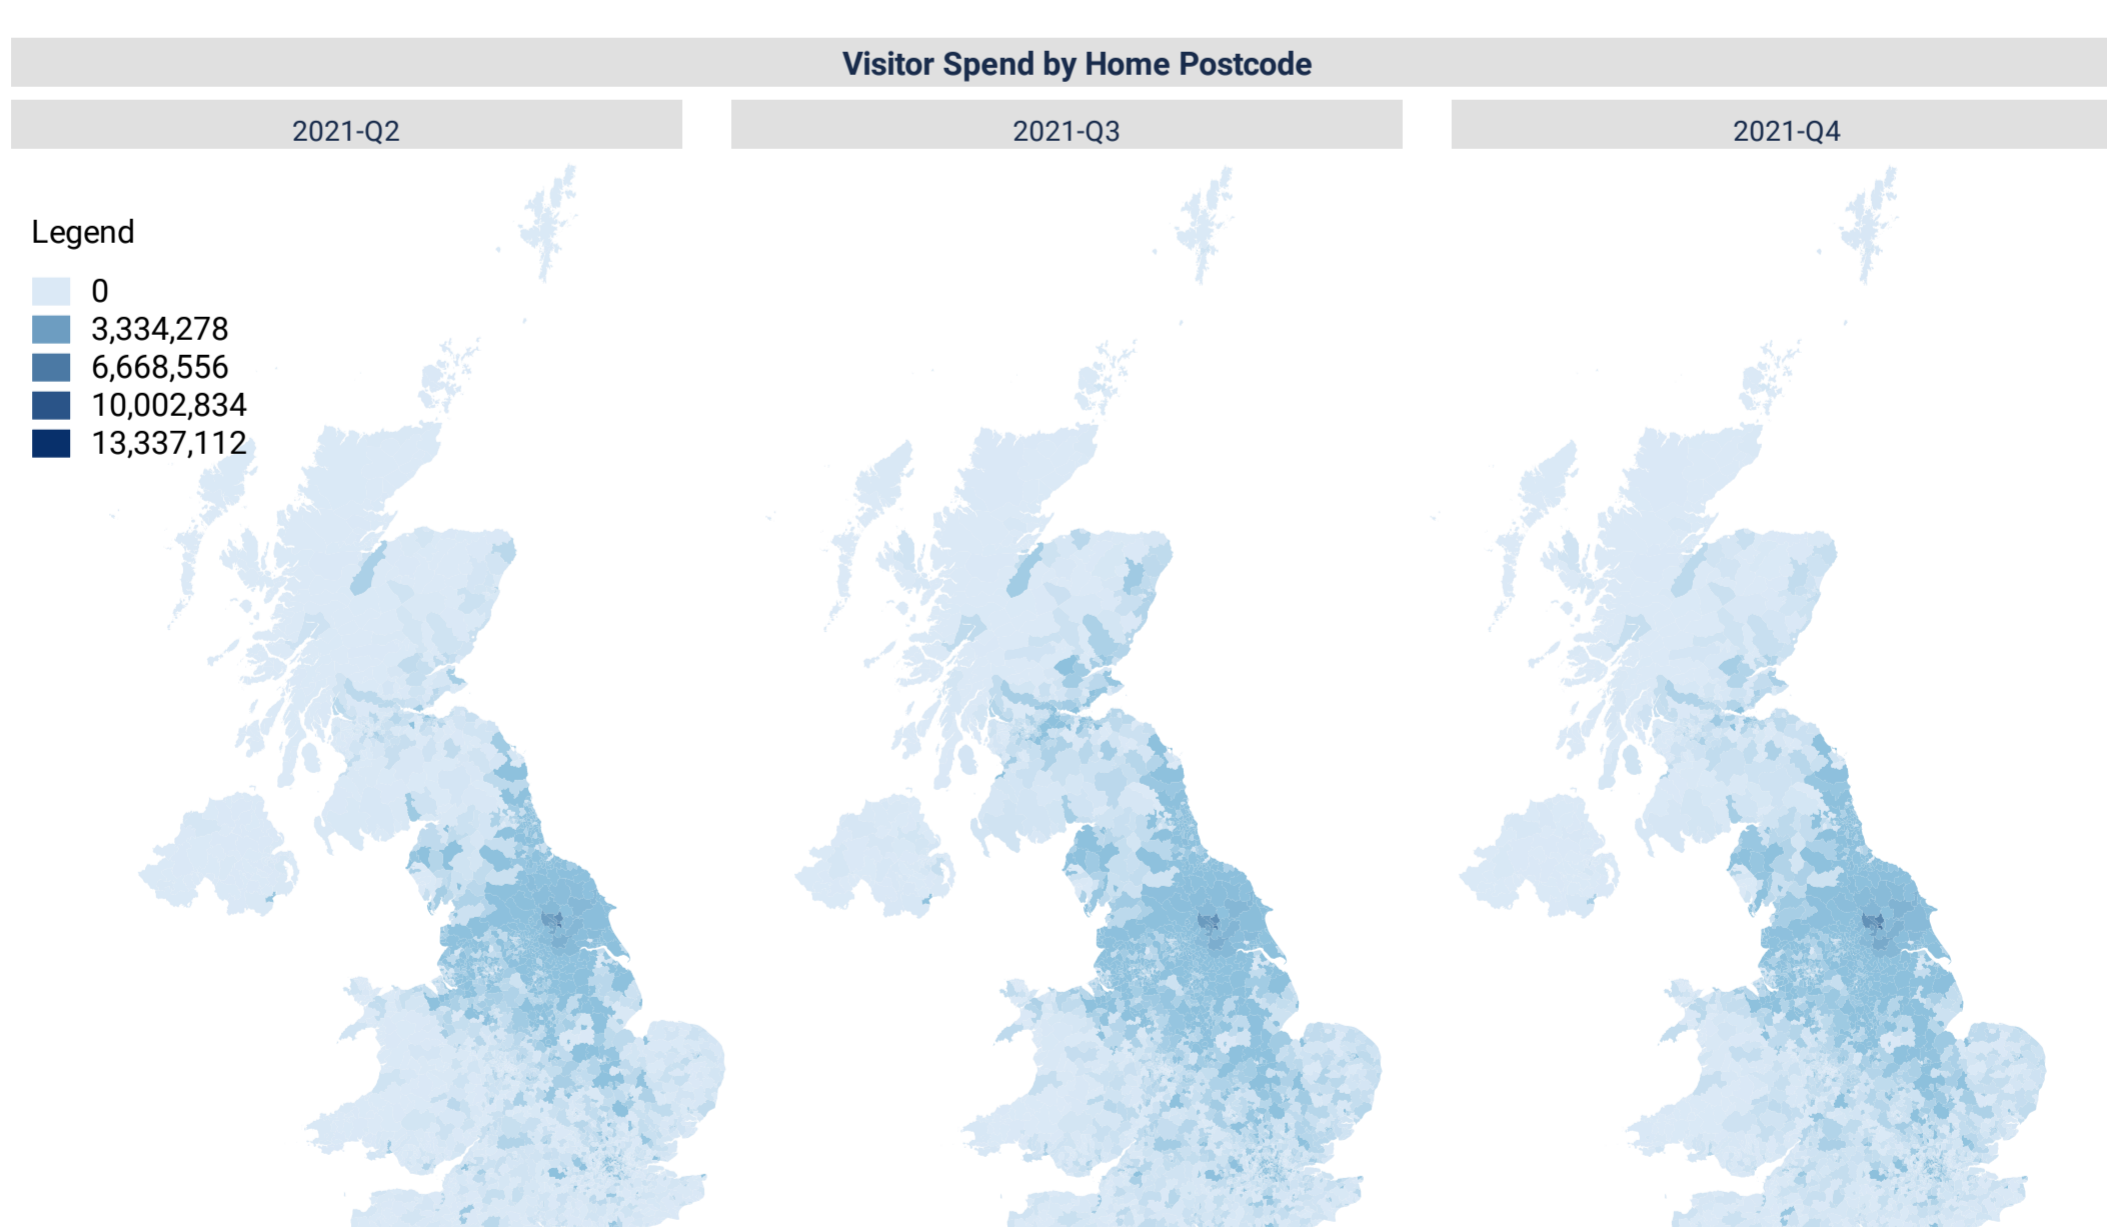 Visitor Spend by Home Postcode
2021-Q2
2021-Q3
2021-Q4
Legend
0
3,334,278
6,668,556
10,002,834
13,337,112